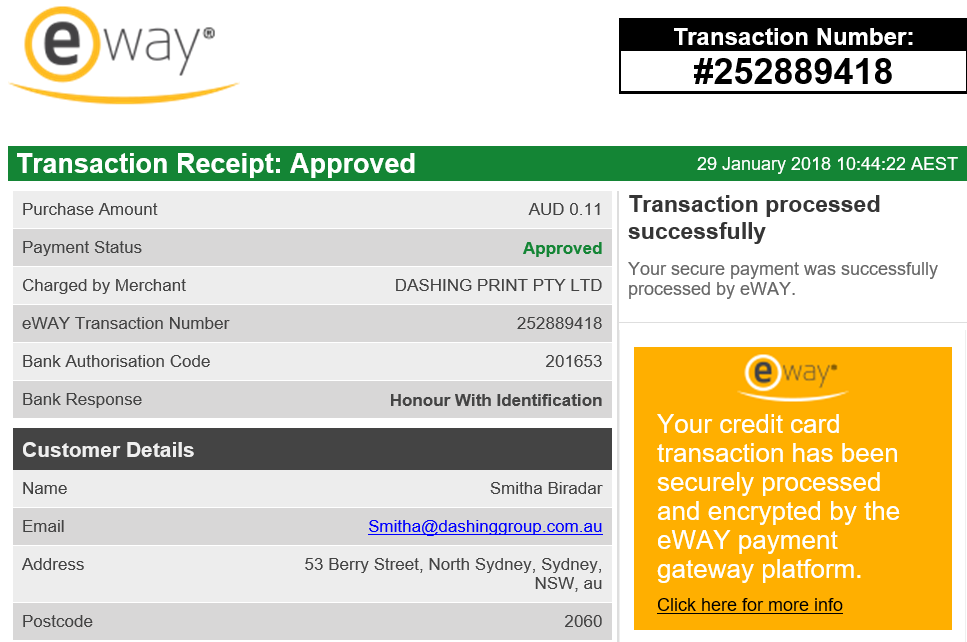 eway®
Transaction Number:
#252889418
Transaction Receipt: Approved
29 January 2018 10:44:22 AEST
Purchase Amount AUD 0.11
Payment Status Approved
Charged by Merchant DASHING PRINT PTY LTD
eWAY Transaction Number 252889418
Bank Authorisation Code 201653
Bank Response Honour With Identification
Customer Details
Name Smitha Biradar
Email Smitha@dashinggroup.com.au
Address 53 Berry Street, North Sydney, Sydney,
NSW, au
Postcode 2060
Transaction processed
successfully
Your secure payment was successfully
processed by eWAY.
eway®
Your credit card
transaction has been
securely processed
and encrypted by the
eWAY payment
gateway platform.
Click here for more info